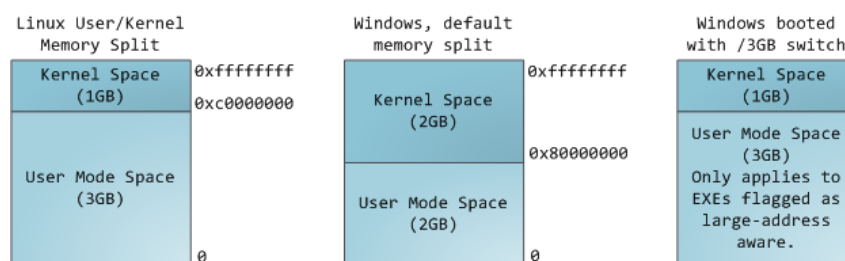 Linux User/Kernel
Memory Split
Kernel Space
(1GB)
0xffffffff
0xc0000000
User Mode Space
(3GB)
0
Windows, default
memory split
Kernel Space
(2GB)
0xffffffff
0x80000000
User Mode Space
(2GB)
0
Windows booted
with /3GB switch
Kernel Space
(1GB)
User Mode Space
(3GB)
Only applies to
EXEs flagged as
large-address
aware.